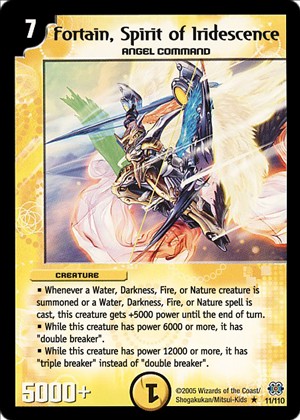 7
Fortain, Spirit of Iridescence
ANGEL COMMAND
CREATURE
■ Whenever a Water, Darkness, Fire, or Nature creature is
summoned or a Water, Darkness, Fire, or Nature spell is
cast, this creature gets +5000 power until the end of turn.
■ While this creature has power 6000 or more, it has
"double breaker".
■ While this creature has power 12000 or more, it has
"triple breaker" instead of "double breaker".
5000+
1
©2005 Wizards of the Coast/
Shogakukan/Mitsui-Kids ★ 11/110